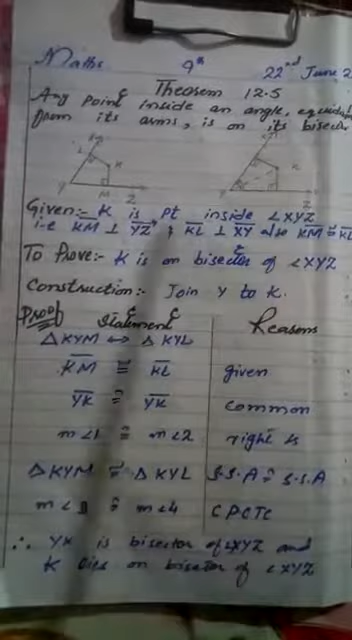 Maths 9th 22nd June, 2
Theorem 12.5
Any point inside an angle, equidis
from its arms, is on its bisector
X X
L K K
Y M Z Y Z
Given:- K is pt inside ∠XYZ
i.e KM ⊥ YZ, KL ⊥ XY also KM ≅ KL
To Prove:- K is on bisector of ∠XYZ
Construction:- Join Y to K.
Proof Statement Reasons
ΔKYM ↔ ΔKYL
KM ≅ KL given
YK ≅ YK common
m∠1 ≅ m∠2 right ∠s
ΔKYM ≅ ΔKYL S.S.A ≅ S.S.A
m∠3 ≅ m∠4 CPCTC
∴ YK is bisector of ∠XYZ and
K lies on bisector of ∠XYZ